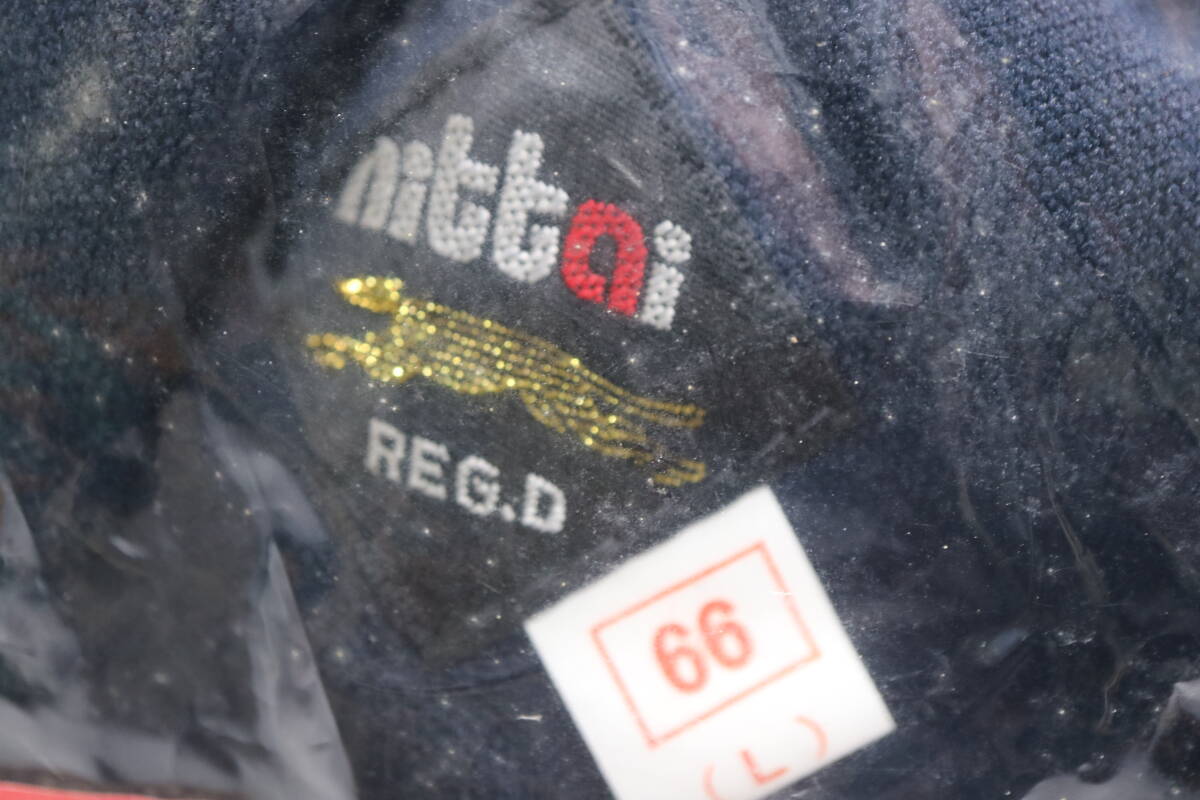 nittai
REG.D
66
( L )